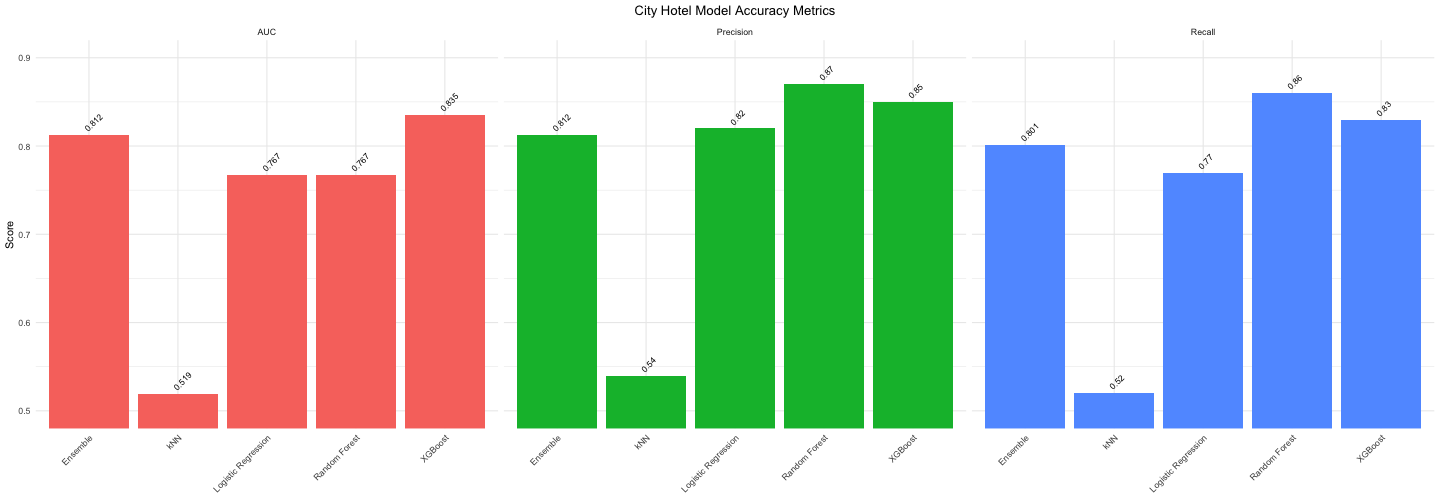 City Hotel Model Accuracy Metrics
AUC
Precision
Recall
Score
0.9
0.8
0.7
0.6
0.5
0.812
0.519
0.767
0.767
0.835
0.812
0.54
0.82
0.87
0.85
0.801
0.52
0.77
0.86
0.83
Ensemble
kNN
Logistic Regression
Random Forest
XGBoost
Ensemble
kNN
Logistic Regression
Random Forest
XGBoost
Ensemble
kNN
Logistic Regression
Random Forest
XGBoost